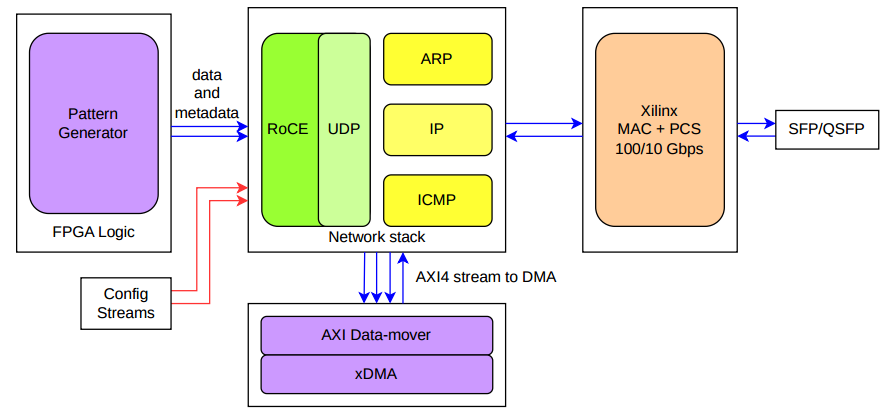 Pattern
Generator
FPGA Logic
data
and
metadata
RoCE
UDP
ARP
IP
ICMP
Network stack
Xilinx
MAC + PCS
100/10 Gbps
SFP/QSFP
Config
Streams
AXI4 stream to DMA
AXI Data-mover
xDMA